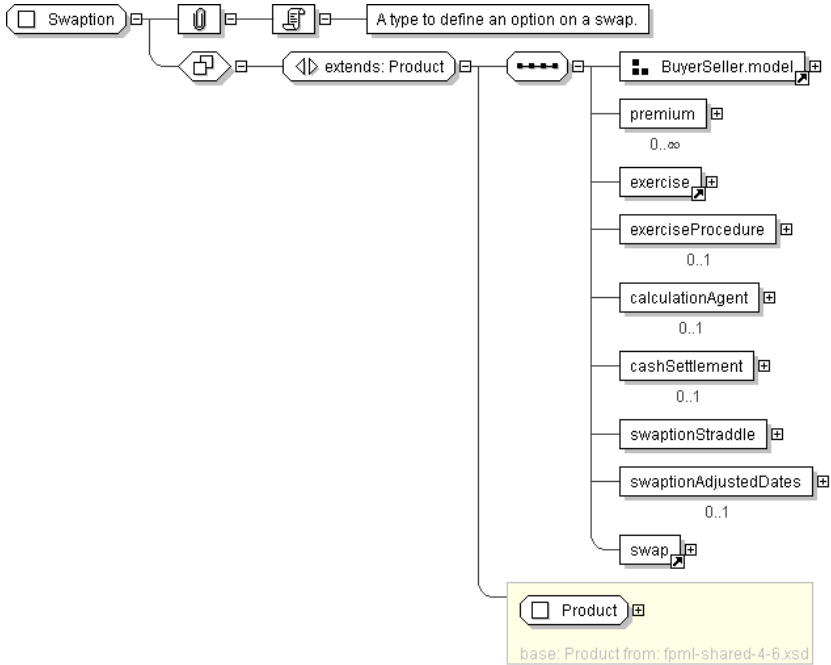 Swaption
A type to define an option on a swap.
extends: Product
BuyerSeller.model
premium
0..∞
exercise
exerciseProcedure
0..1
calculationAgent
0..1
cashSettlement
0..1
swaptionStraddle
swaptionAdjustedDates
0..1
swap
Product
base: Product from: fpml-shared-4-6.xsd